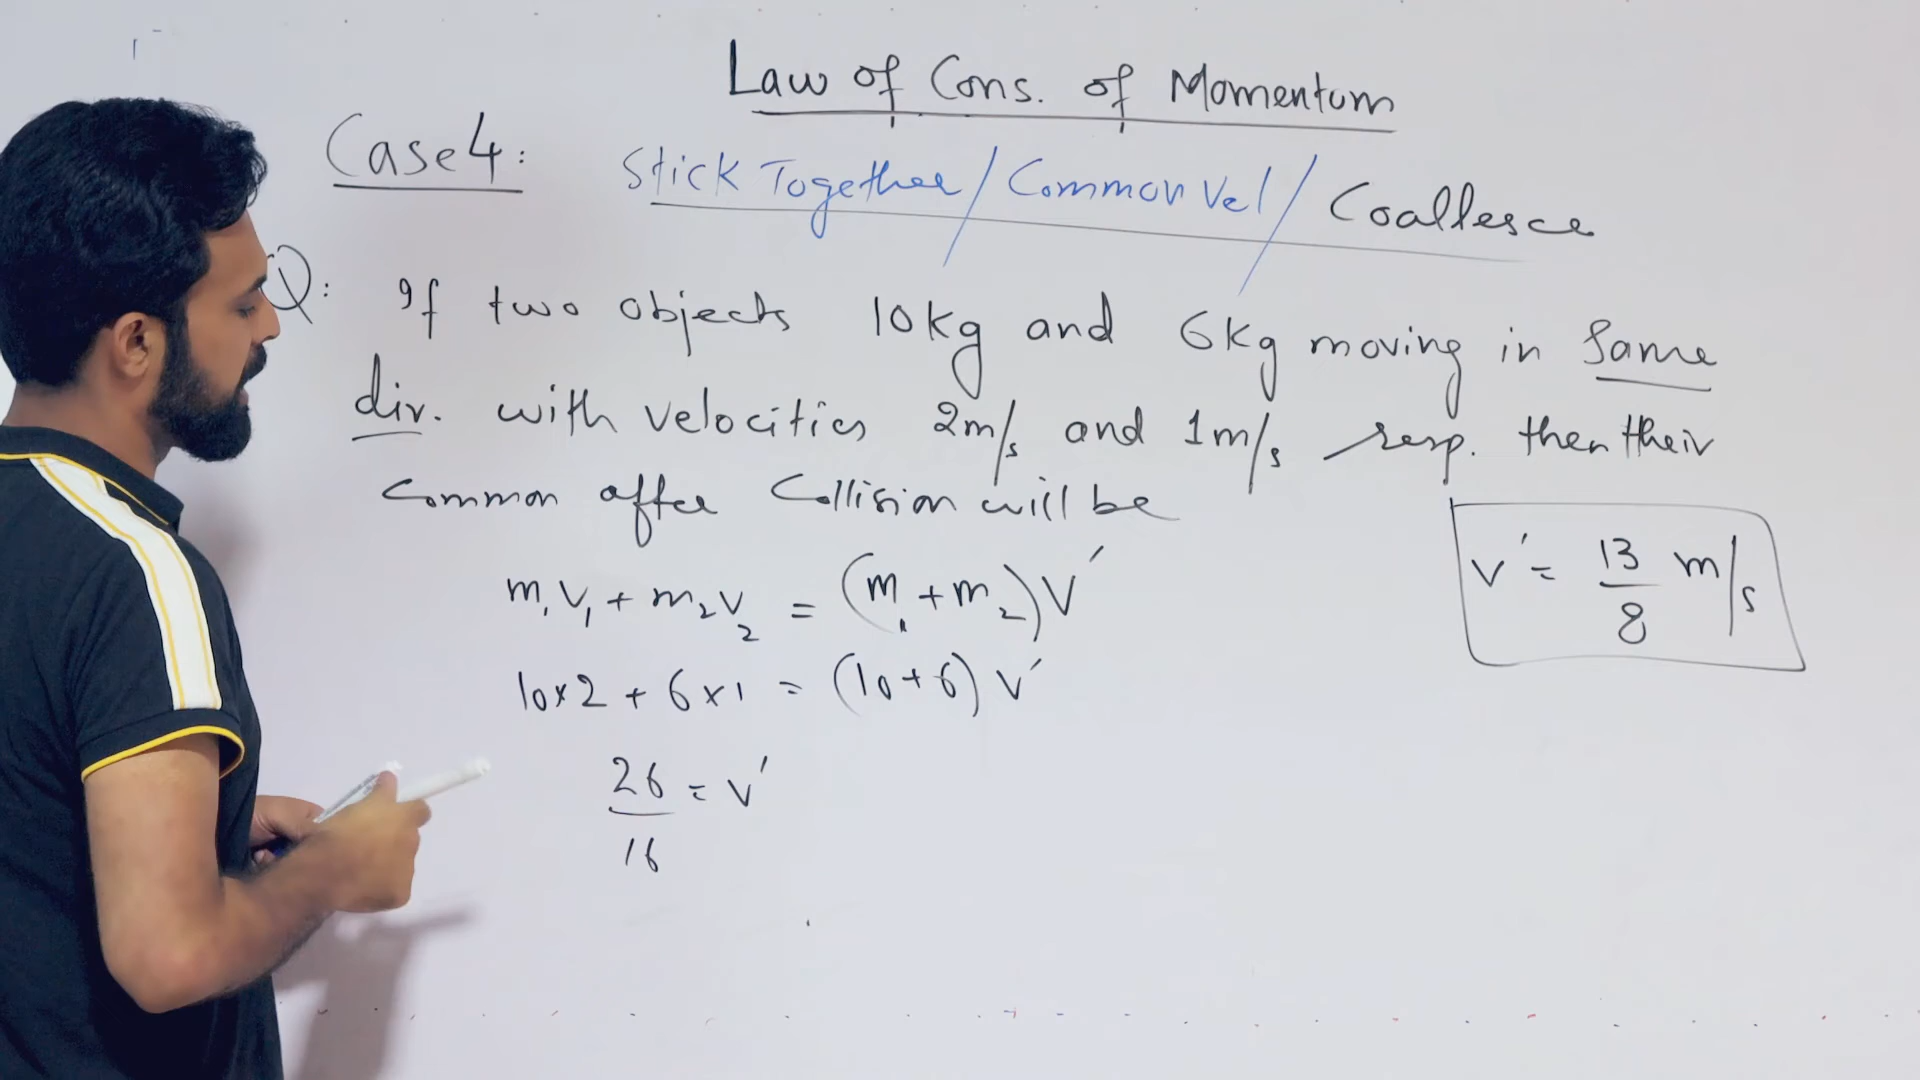 Law of Cons. of Momentum
Case4: Stick Together / Common Vel / Coallesce
Q: If two objects 10kg and 6kg moving in Same
dir. with velocities 2m/s and 1m/s resp. then their
Common after Collision will be
m₁v₁ + m₂v₂ = (m₁ + m₂)V′
10×2 + 6×1 = (10+6) V′
26/16 = V′
V′ = 13/8 m/s